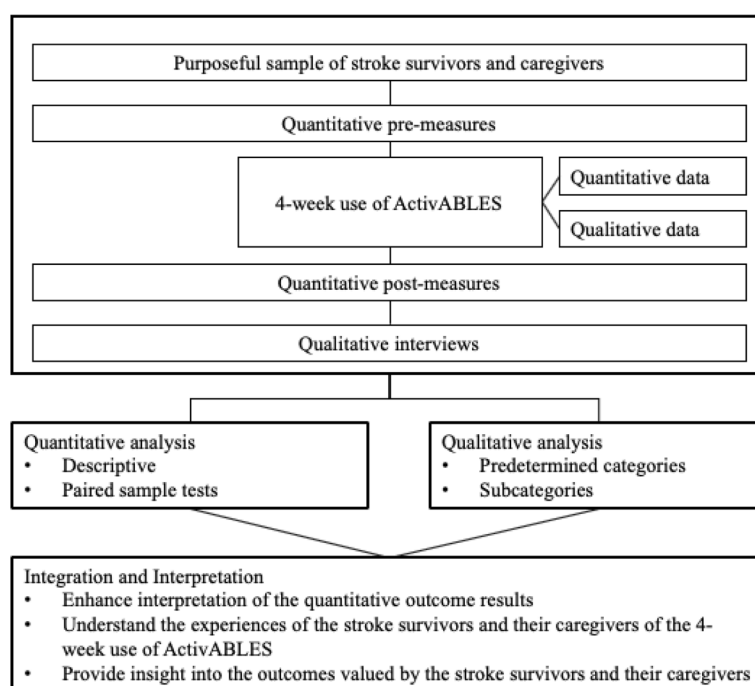 Purposeful sample of stroke survivors and caregivers
Quantitative pre-measures
4-week use of ActivABLES
Quantitative data
Qualitative data
Quantitative post-measures
Qualitative interviews
Quantitative analysis
• Descriptive
• Paired sample tests
Qualitative analysis
• Predetermined categories
• Subcategories
Integration and Interpretation
• Enhance interpretation of the quantitative outcome results
• Understand the experiences of the stroke survivors and their caregivers of the 4-
week use of ActivABLES
• Provide insight into the outcomes valued by the stroke survivors and their caregivers